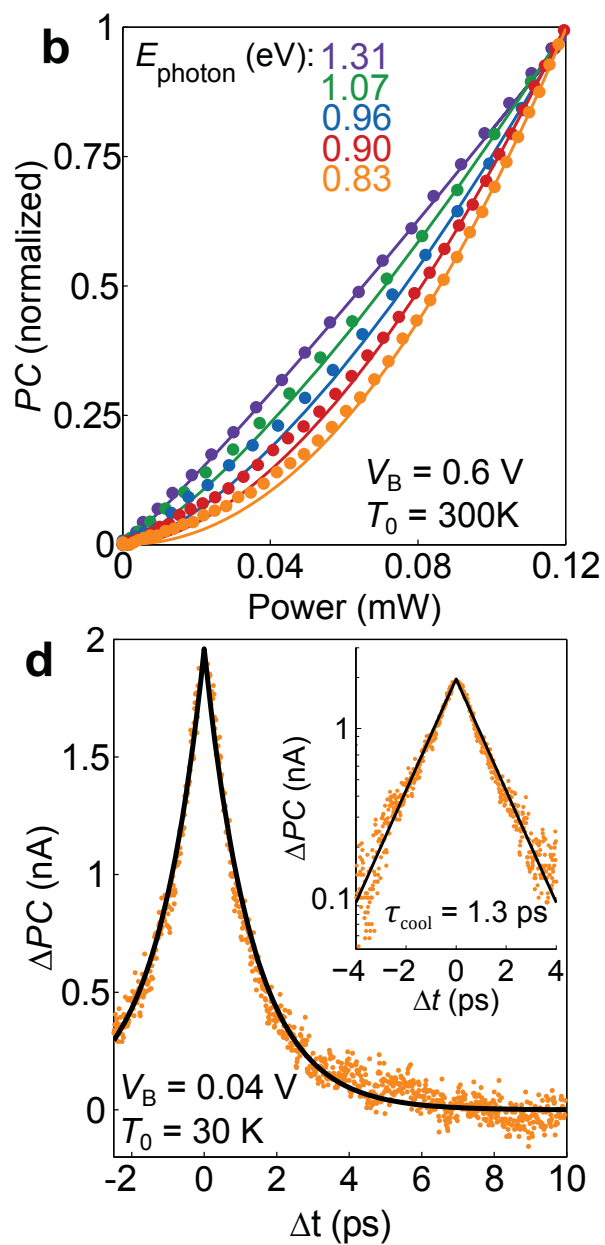 b
E_photon (eV): 1.31
1.07
0.96
0.90
0.83
1
0.75
0.5
0.25
0
PC (normalized)
V_B = 0.6 V
T_0 = 300K
0 0.04 0.08 0.12
Power (mW)
d
2
1.5
1
0.5
0
ΔPC (nA)
V_B = 0.04 V
T_0 = 30 K
-2 0 2 4 6 8 10
Δt (ps)
1
0.1
ΔPC (nA)
τ_cool = 1.3 ps
−4 −2 0 2 4
Δt (ps)